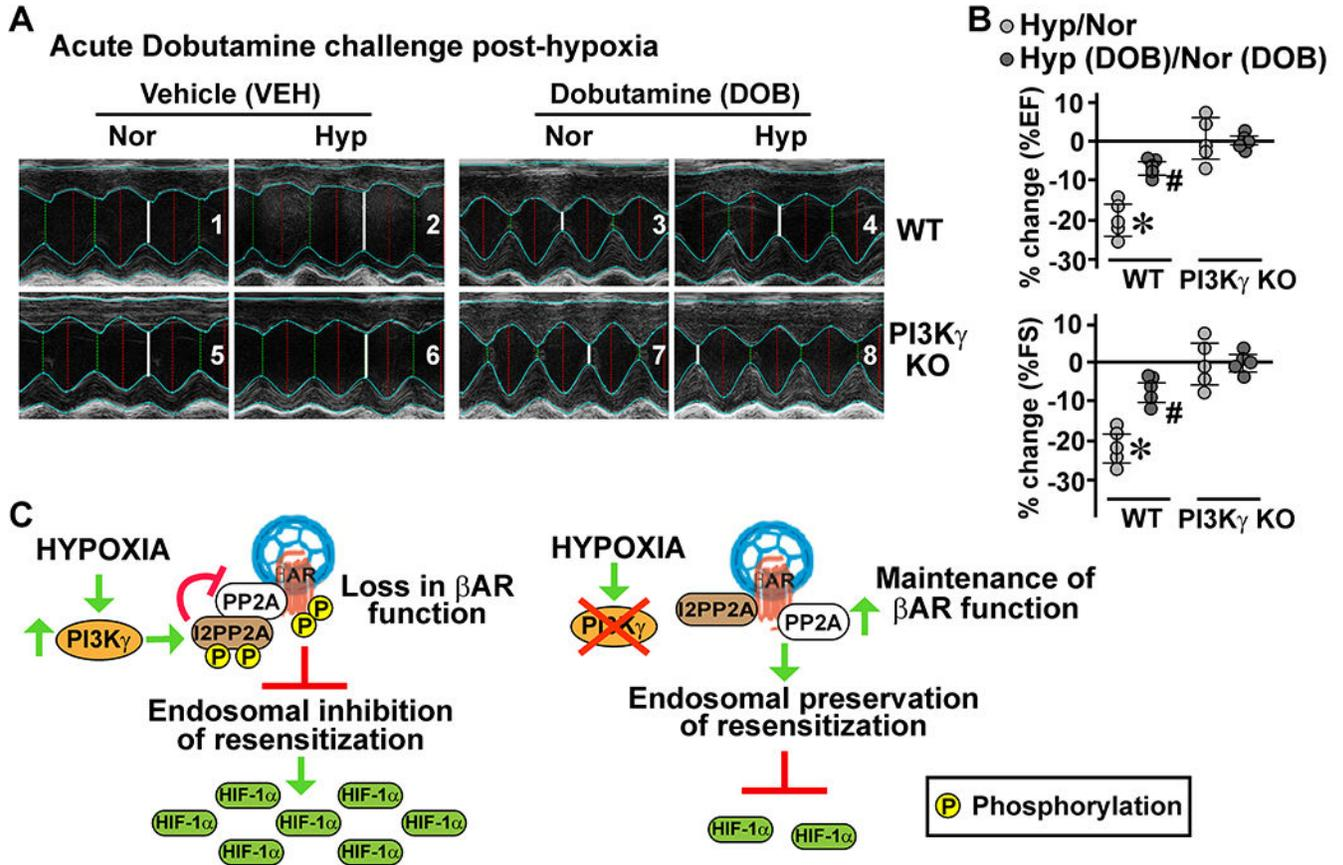 A
Acute Dobutamine challenge post-hypoxia
Vehicle (VEH)
Dobutamine (DOB)
Nor
Hyp
Nor
Hyp
1
2
3
4
WT
5
6
7
8
PI3Kγ
KO
B
Hyp/Nor
Hyp (DOB)/Nor (DOB)
% change (%EF)
10
0
-10
-20
-30
*
#
WT
PI3Kγ KO
% change (%FS)
10
0
-10
-20
-30
*
#
WT
PI3Kγ KO
C
HYPOXIA
PI3Kγ
βAR
PP2A
I2PP2A
P
P
P
P
Loss in βAR
function
Endosomal inhibition
of resensitization
HIF-1α
HIF-1α
HIF-1α
HIF-1α
HIF-1α
HIF-1α
HIF-1α
HYPOXIA
PI3Kγ
βAR
I2PP2A
PP2A
Maintenance of
βAR function
Endosomal preservation
of resensitization
HIF-1α
HIF-1α
P Phosphorylation